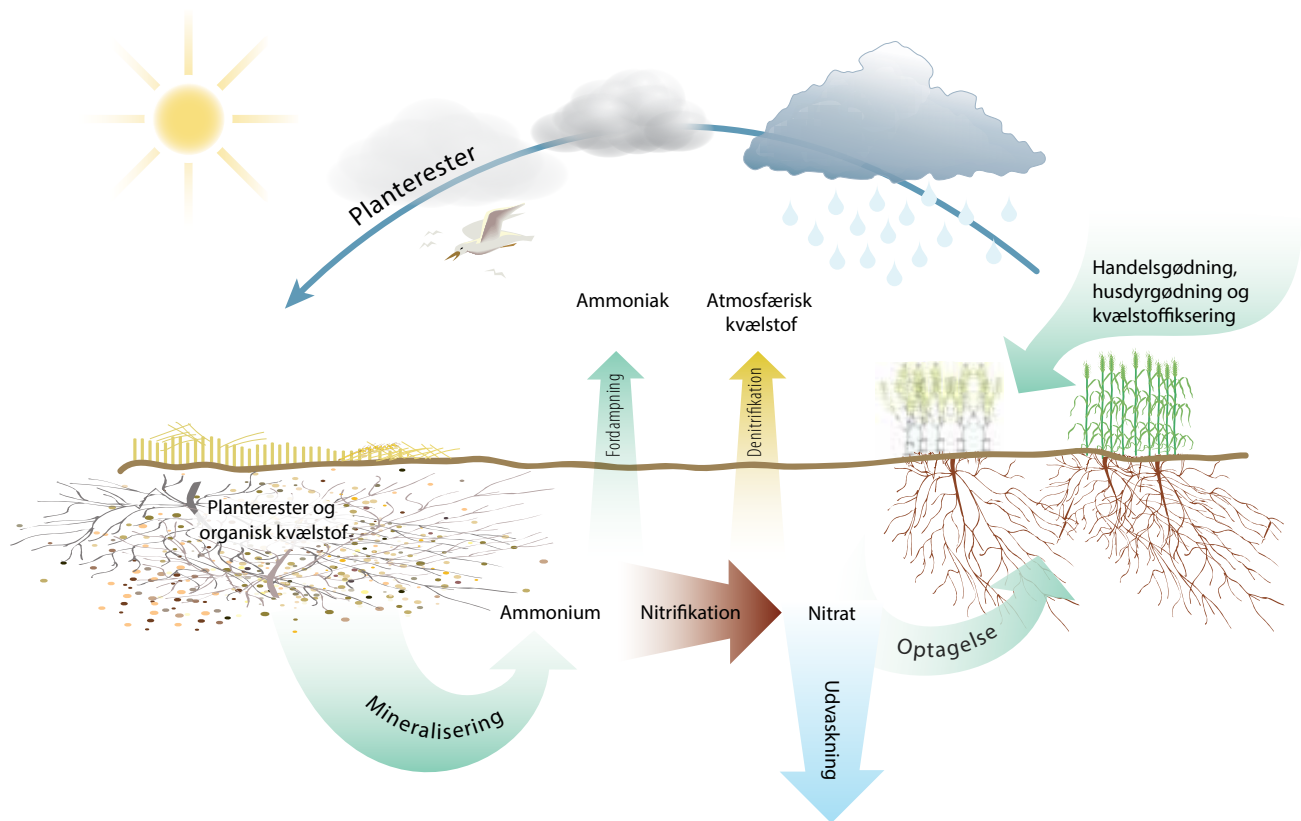 Planterester
Handelsgødning,
husdyrgødning og
kvælstoffiksering
Ammoniak
Atmosfærisk
kvælstof
Fordampning
Denitrifikation
Planterester og
organisk kvælstof
Ammonium
Nitrifikation
Nitrat
Optagelse
Mineralisering
Udvaskning